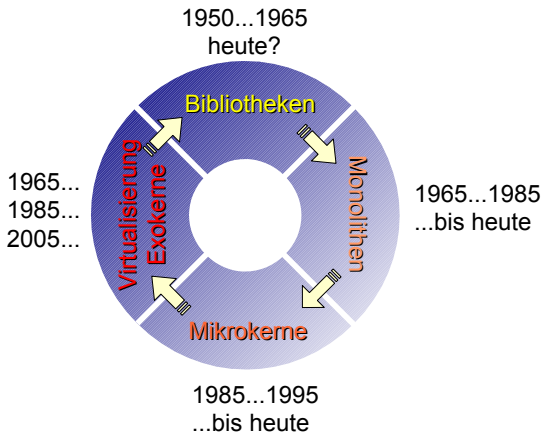 1950...1965
heute?
Bibliotheken
Monolithen
1965...1985
...bis heute
Mikrokerne
1985...1995
...bis heute
Virtualisierung
Exokerne
1965...
1985...
2005...